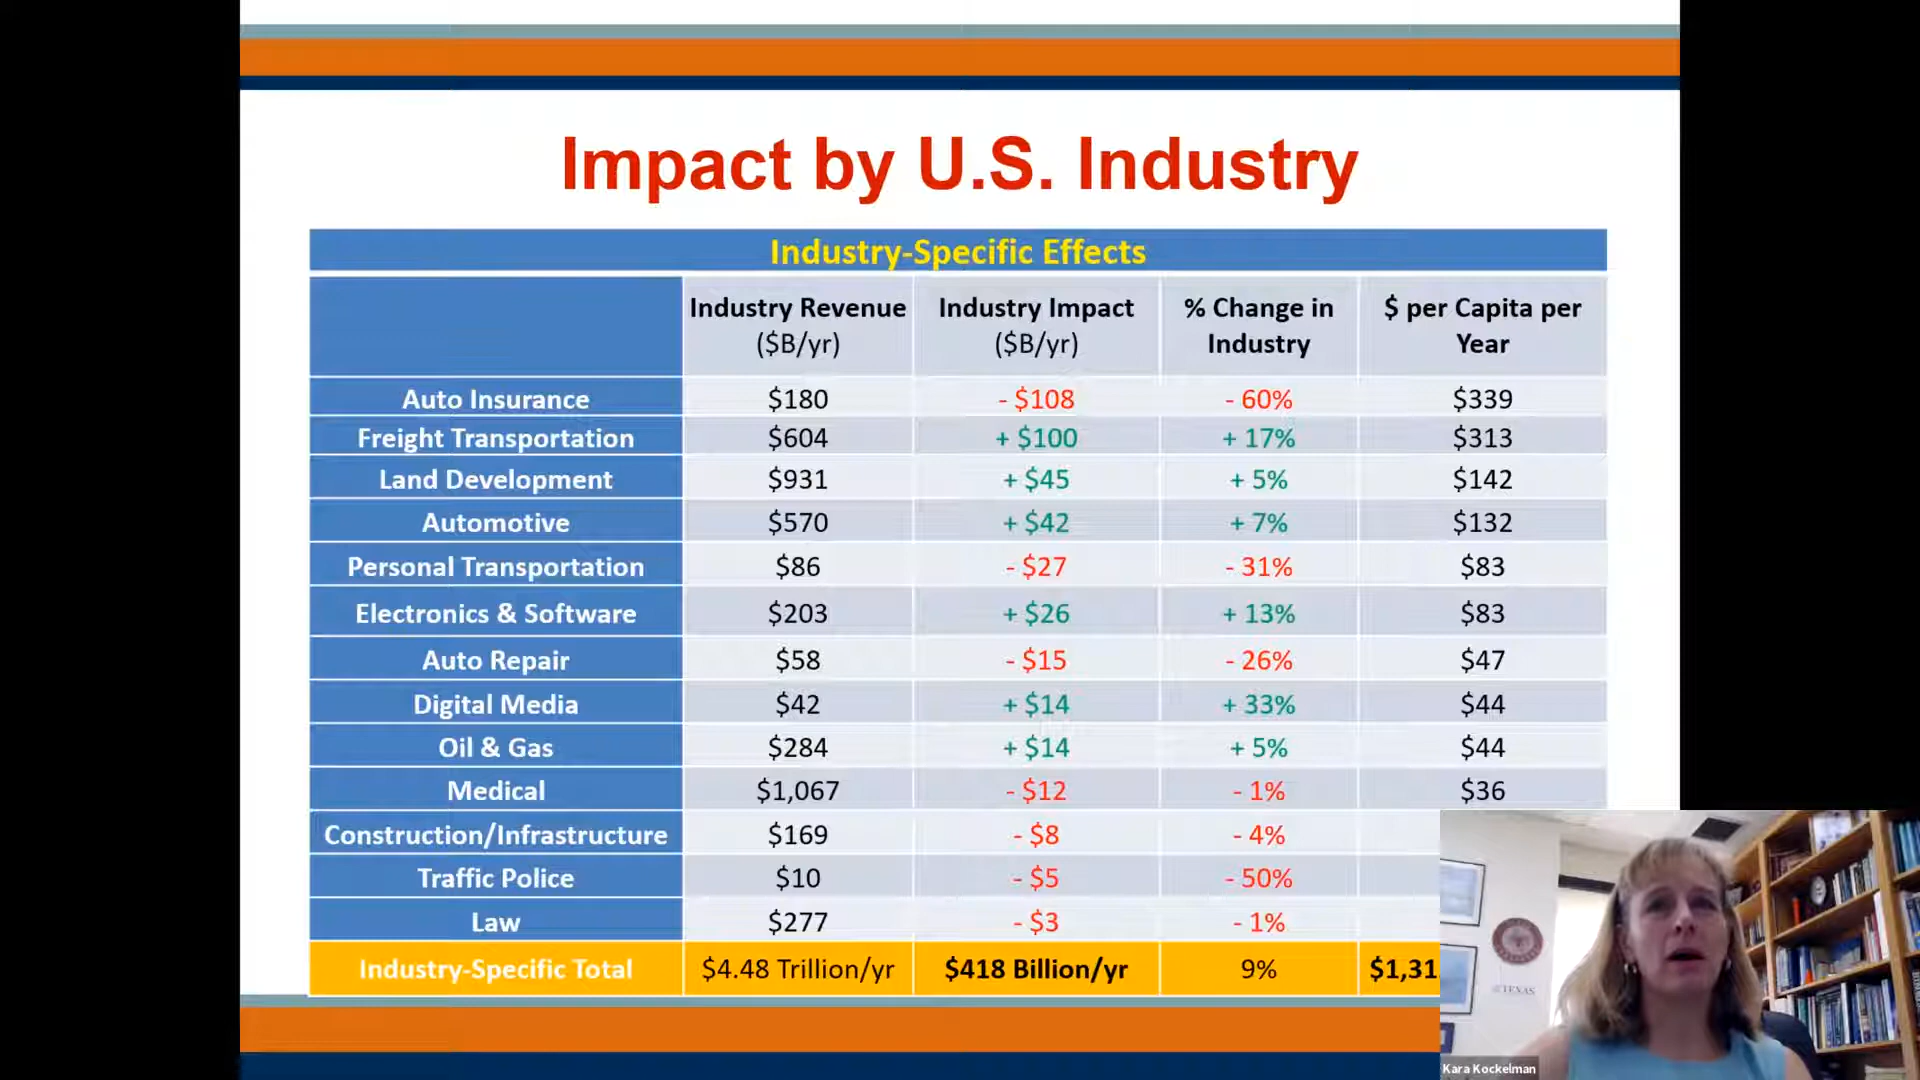 Impact by U.S. Industry
Industry-Specific Effects
Industry Revenue ($B/yr) Industry Impact ($B/yr) % Change in Industry $ per Capita per Year
Auto Insurance $180 - $108 - 60% $339
Freight Transportation $604 + $100 + 17% $313
Land Development $931 + $45 + 5% $142
Automotive $570 + $42 + 7% $132
Personal Transportation $86 - $27 - 31% $83
Electronics & Software $203 + $26 + 13% $83
Auto Repair $58 - $15 - 26% $47
Digital Media $42 + $14 + 33% $44
Oil & Gas $284 + $14 + 5% $44
Medical $1,067 - $12 - 1% $36
Construction/Infrastructure $169 - $8 - 4%
Traffic Police $10 - $5 - 50%
Law $277 - $3 - 1%
Industry-Specific Total $4.48 Trillion/yr $418 Billion/yr 9% $1,31
TEXAS
Kara Kockelman